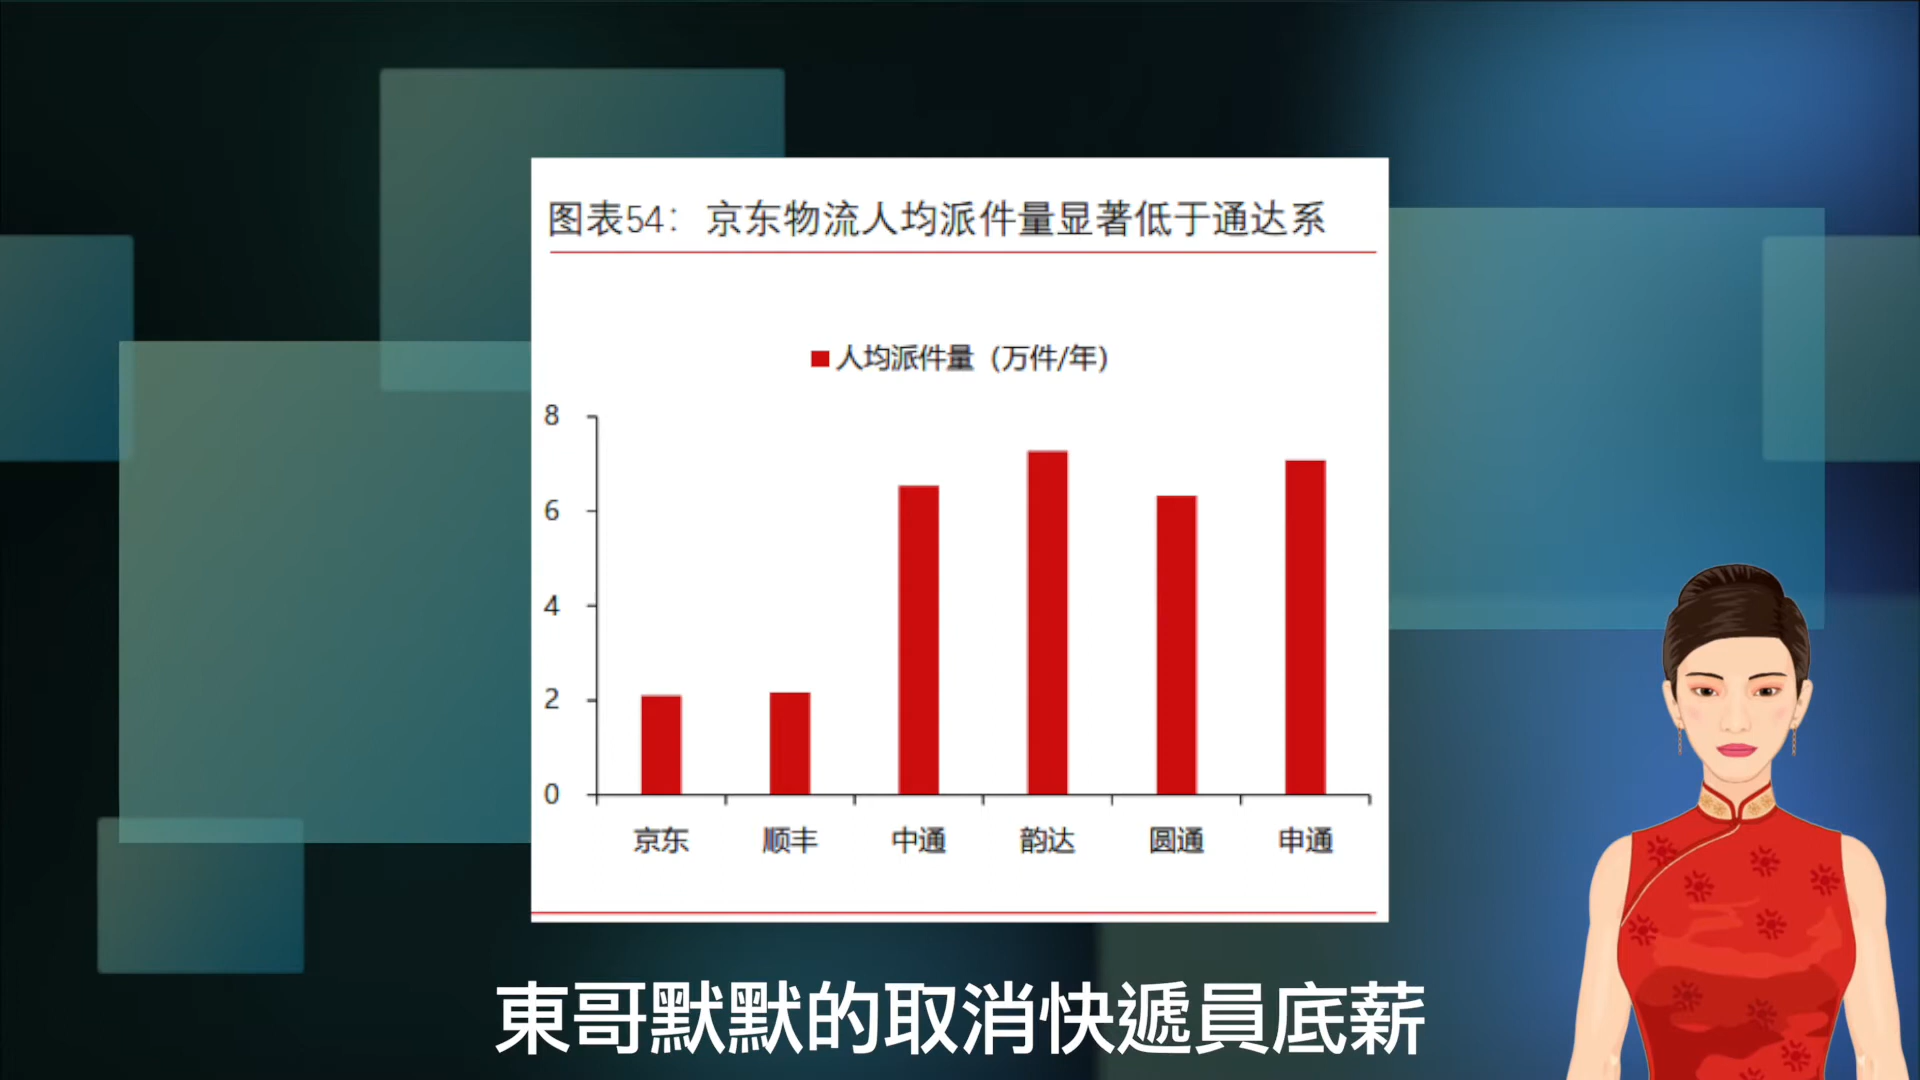 图表54：京东物流人均派件量显著低于通达系
人均派件量（万件/年）
8
6
4
2
0
京东 顺丰 中通 韵达 圆通 申通
東哥默默的取消快遞員底薪